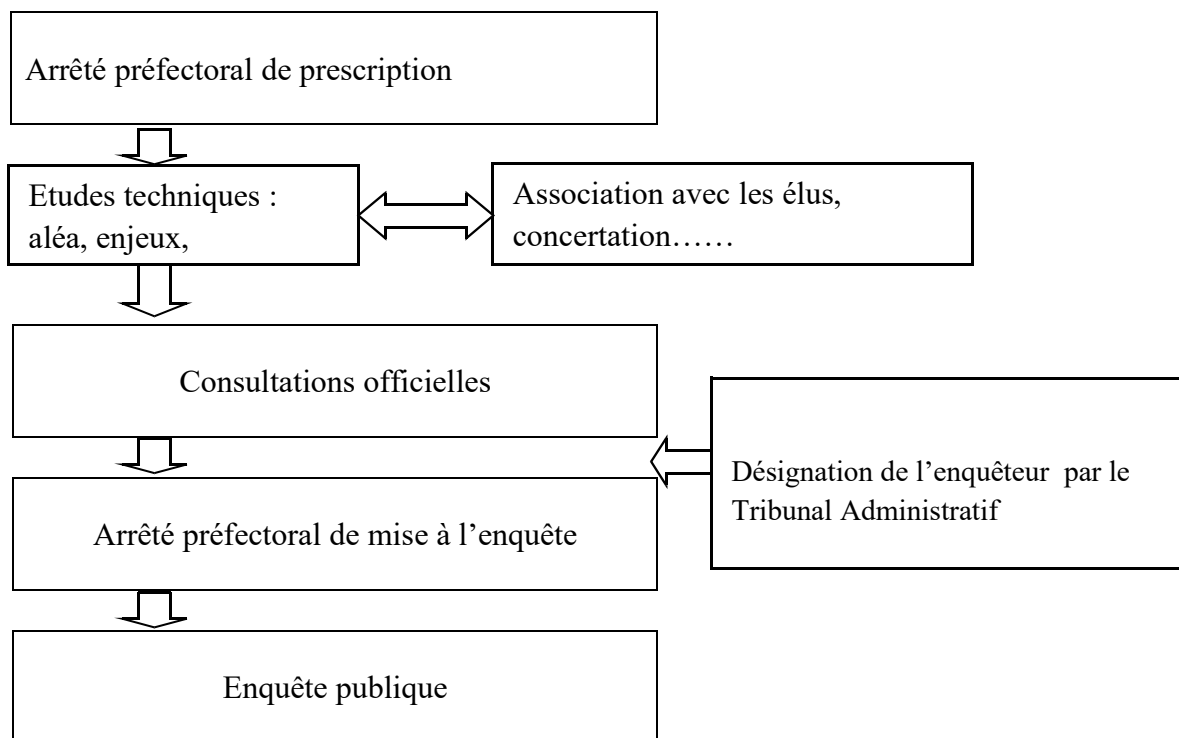 Arrêté préfectoral de prescription
Etudes techniques :
aléa, enjeux,
Association avec les élus,
concertation……
Consultations officielles
Désignation de l’enquêteur  par le
Tribunal Administratif
Arrêté préfectoral de mise à l’enquête
Enquête publique